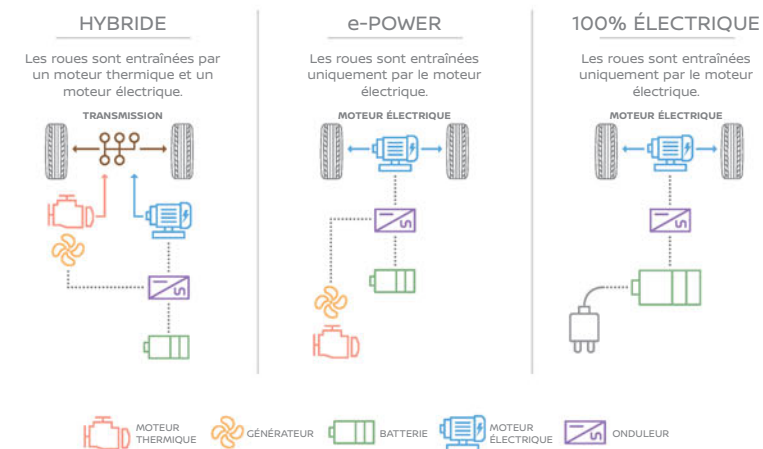 HYBRIDE
Les roues sont entraînées par
un moteur thermique et un
moteur électrique.
TRANSMISSION
e-POWER
Les roues sont entraînées
uniquement par le moteur
électrique.
MOTEUR ÉLECTRIQUE
100% ÉLECTRIQUE
Les roues sont entraînées
uniquement par le moteur
électrique.
MOTEUR ÉLECTRIQUE
MOTEUR
THERMIQUE
GÉNÉRATEUR
BATTERIE
MOTEUR
ÉLECTRIQUE
ONDULEUR